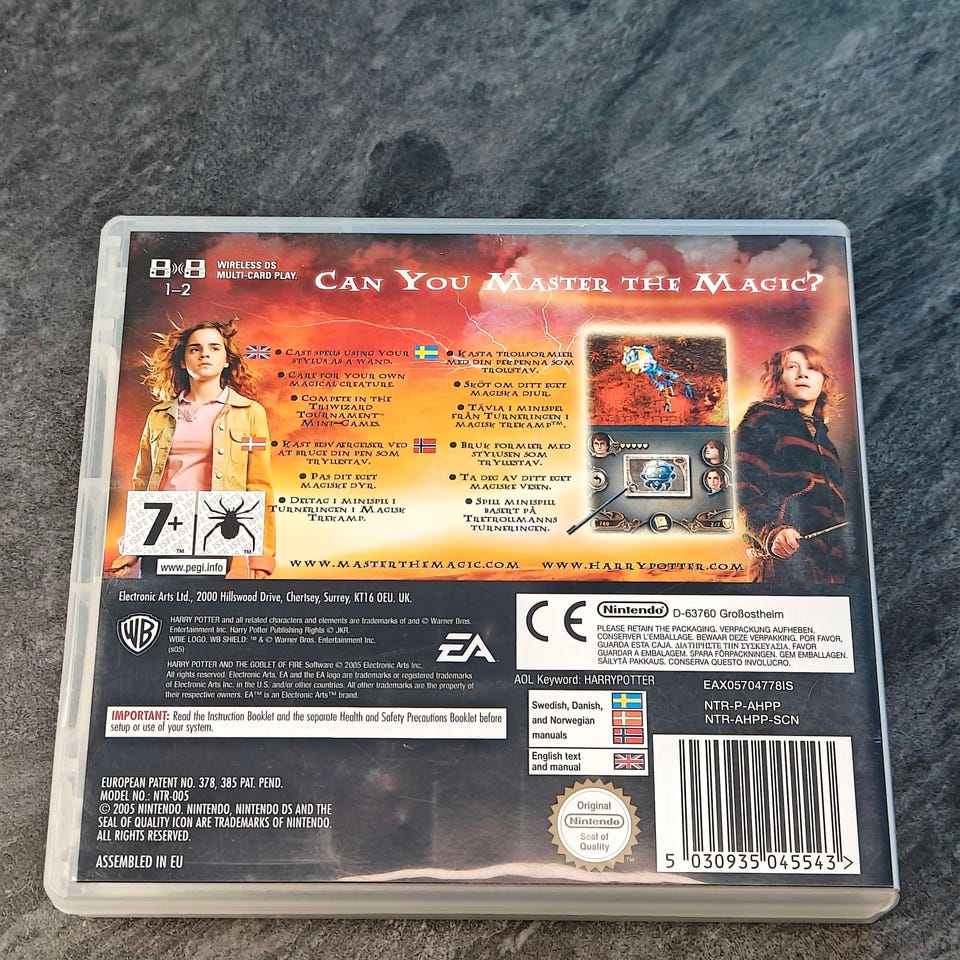 WIRELESS DS
MULTI-CARD PLAY.
1–2
CAN YOU MASTER THE MAGIC?
• CAST SPELLS USING YOUR
STYLUS AS A WAND.
• CARE FOR YOUR OWN
MAGICAL CREATURE.
• COMPETE IN THE
TRIWIZARD
TOURNAMENT™
MINI-GAMES.
• KASTA TROLLFORMLER
MED DIN PEKPENNA SOM
TROLLSTAV.
• SKÖT OM DITT EGET
MAGISKA DJUR.
• TÄVLA I MINISPEL
FRÅN TURNERINGEN I
MAGISK TREKAMP™.
• KAST BESVÆRGELSER VED
AT BRUGE DIN PEN SOM
TRYLLESTAV.
• PAS DIT EGET
MAGISKE DYR.
• DELTAG I MINISPIL I
TURNERINGEN I MAGISK
TREKAMP.
• BRUK FORMLER MED
STYLUSEN SOM
TRYLLESTAV.
• TA DEG AV DITT EGET
MAGISKE VESEN.
• SPILL MINISPILL
BASERT PÅ
TRETROLLMANNS
TURNERINGEN.
7+
TM
TM
www.pegi.info
WWW.MASTERTHEMAGIC.COM WWW.HARRYPOTTER.COM
Electronic Arts Ltd., 2000 Hillswood Drive, Chertsey, Surrey, KT16 OEU. UK.
WB
HARRY POTTER and all related characters and elements are trademarks of and © Warner Bros.
Entertainment Inc. Harry Potter Publishing Rights © JKR.
WBIE LOGO, WB SHIELD: ™ & © Warner Bros. Entertainment Inc.
(s05)
HARRY POTTER AND THE GOBLET OF FIRE Software © 2005 Electronic Arts Inc.
All rights reserved. Electronic Arts, EA and the EA logo are trademarks or registered trademarks
of Electronic Arts Inc. in the U.S. and/or other countries. All other trademarks are the property of
their respective owners. EA™ is an Electronic Arts™ brand.
EA
TM
CE
Nintendo D-63760 Großostheim
PLEASE RETAIN THE PACKAGING. VERPACKUNG AUFHEBEN.
CONSERVER L'EMBALLAGE. BEWAAR DEZE VERPAKKING. POR FAVOR,
GUARDA ESTA CAJA. ΔΙΑΤΗΡΗΣΤΕ ΤΗΝ ΣΥΣΚΕΥΑΣΙΑ. FAVOR
GUARDAR A EMBALAGEM. SPARA FÖRPACKNINGEN. GEM EMBALLAGEN.
SÄILYTÄ PAKKAUS. CONSERVA QUESTO INVOLUCRO.
AOL Keyword: HARRYPOTTER
EAX05704778IS
NTR-P-AHPP
NTR-AHPP-SCN
Swedish, Danish,
and Norwegian
manuals
English text
and manual
IMPORTANT: Read the Instruction Booklet and the separate Health and Safety Precautions Booklet before
setup or use of your system.
EUROPEAN PATENT NO. 378, 385 PAT. PEND.
MODEL NO.: NTR-005
© 2005 NINTENDO. NINTENDO, NINTENDO DS AND THE
SEAL OF QUALITY ICON ARE TRADEMARKS OF NINTENDO.
ALL RIGHTS RESERVED.
ASSEMBLED IN EU
Original
Nintendo
Seal of
Quality
TM
5 030935 045543 >